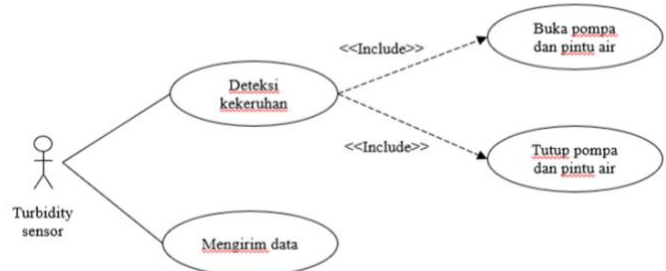 Buka pompa
dan pintu air
<<Include>>
Deteksi
kekeruhan
<<Include>>
Tutup pompa
dan pintu air
Turbidity
sensor
Mengirim data